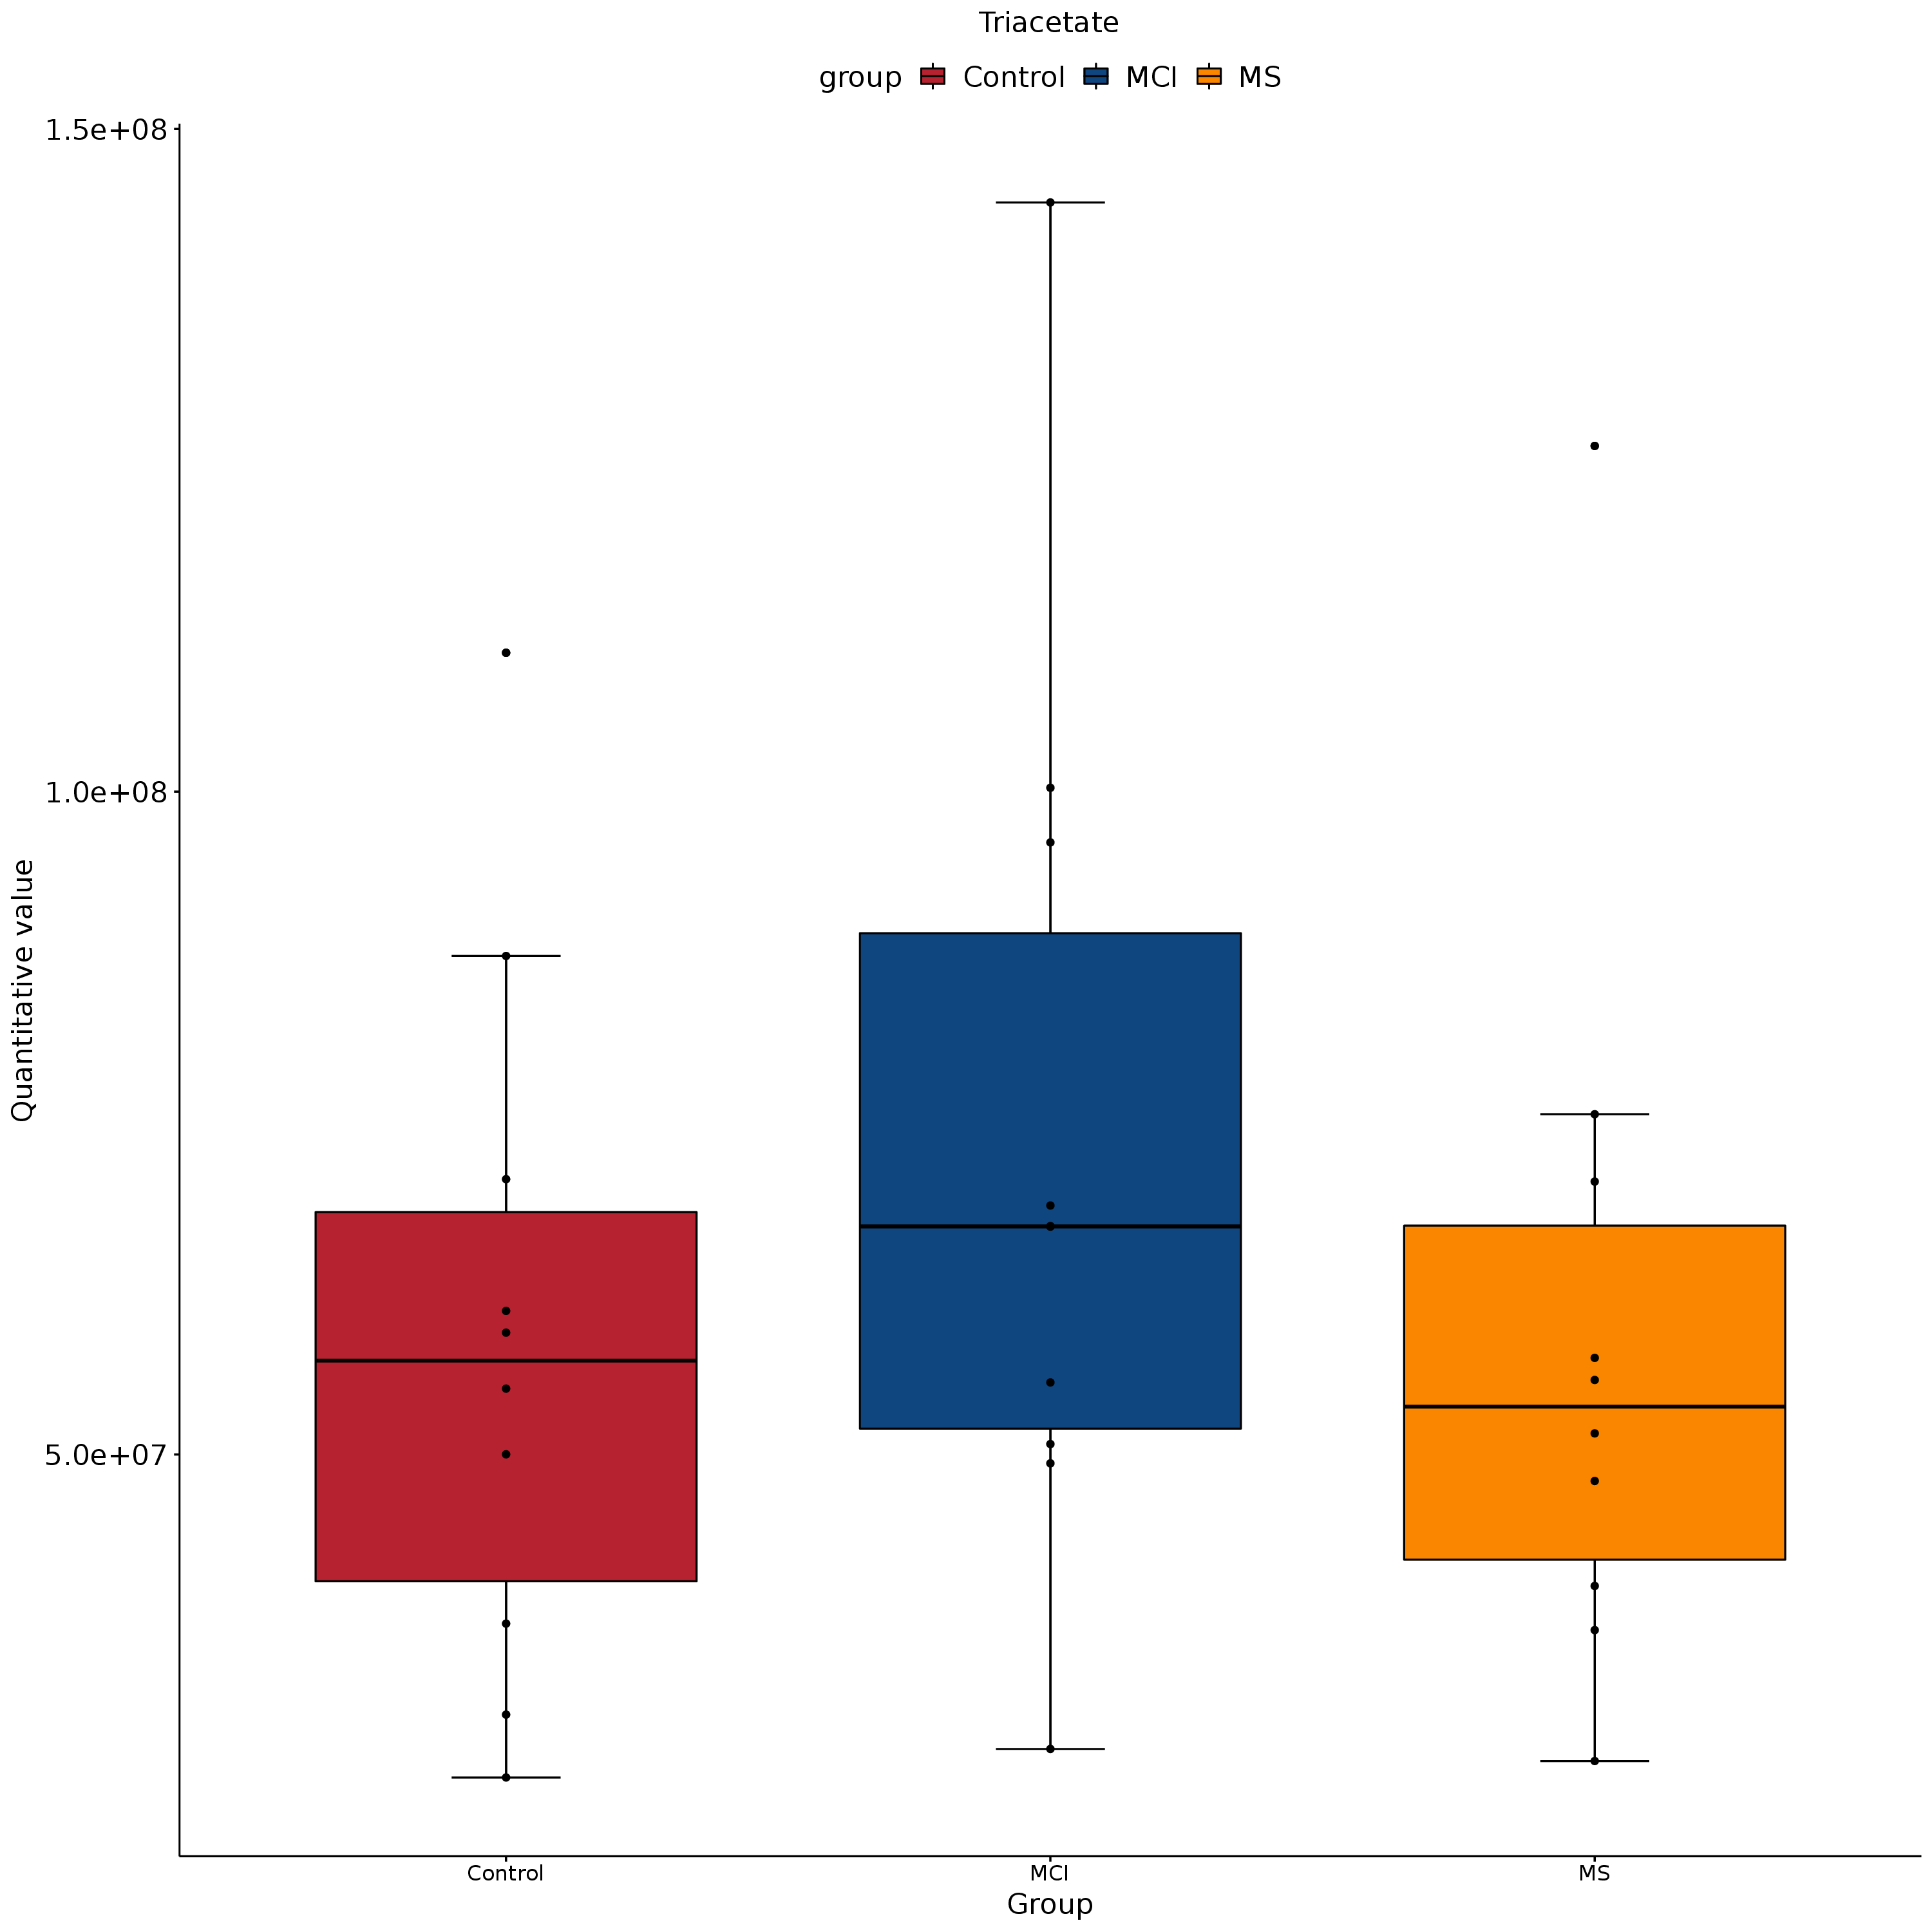 Triacetate
group Control MCI MS
1.5e+08
1.0e+08
5.0e+07
Quantitative value
Control MCI MS
Group